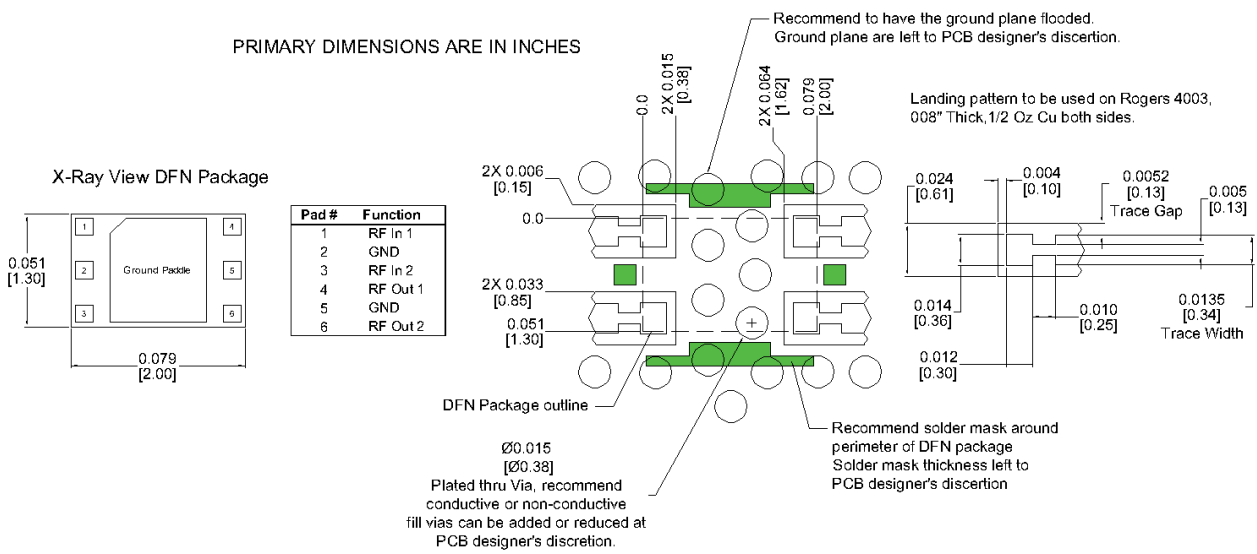 PRIMARY DIMENSIONS ARE IN INCHES
Recommend to have the ground plane flooded.
Ground plane are left to PCB designer's discertion.
X-Ray View DFN Package
1
2
3
Ground Paddle
4
5
6
0.051
[1.30]
0.079
[2.00]
Pad # Function
1 RF In 1
2 GND
3 RF In 2
4 RF Out 1
5 GND
6 RF Out 2
0.0
2X 0.015
[0.38]
2X 0.064
[1.62]
0.079
[2.00]
2X 0.006
[0.15]
0.0
2X 0.033
[0.85]
0.051
[1.30]
DFN Package outline
Ø0.015
[Ø0.38]
Plated thru Via, recommend
conductive or non-conductive
fill vias can be added or reduced at
PCB designer's discretion.
Landing pattern to be used on Rogers 4003,
008" Thick,1/2 Oz Cu both sides.
0.024
[0.61]
0.004
[0.10]
0.0052
[0.13]
Trace Gap
0.005
[0.13]
0.014
[0.36]
0.010
[0.25]
0.0135
[0.34]
Trace Width
0.012
[0.30]
Recommend solder mask around
perimeter of DFN package
Solder mask thickness left to
PCB designer's discertion